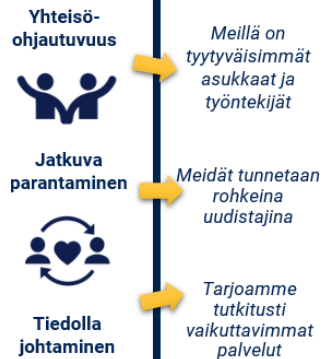 Yhteisö-
ohjautuvuus
Meillä on
tyytyväisimmät
asukkaat ja
työntekijät
Jatkuva
parantaminen
Meidät tunnetaan
rohkeina
uudistajina
Tiedolla
johtaminen
Tarjoamme
tutkitusti
vaikuttavimmat
palvelut